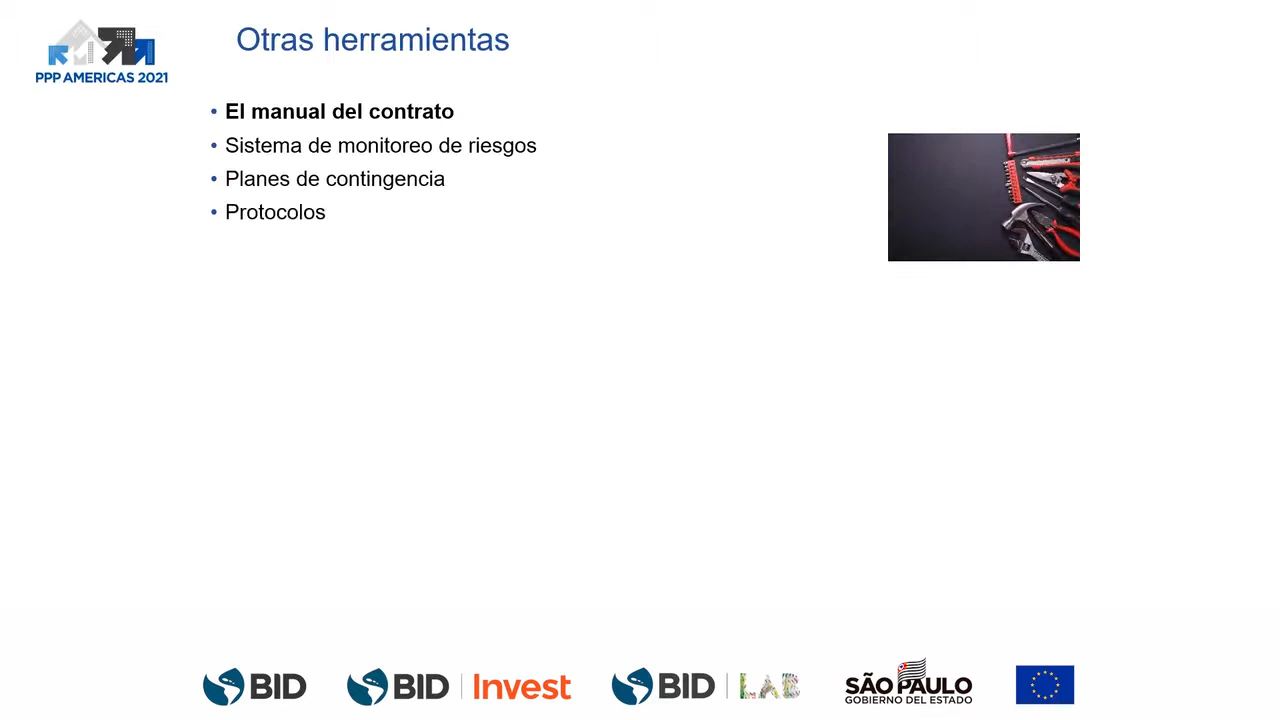 Otras herramientas
PPP AMERICAS 2021
• El manual del contrato
• Sistema de monitoreo de riesgos
• Planes de contingencia
• Protocolos
BID
BID | Invest
BID | LAB
SÃO PAULO
GOBIERNO DEL ESTADO